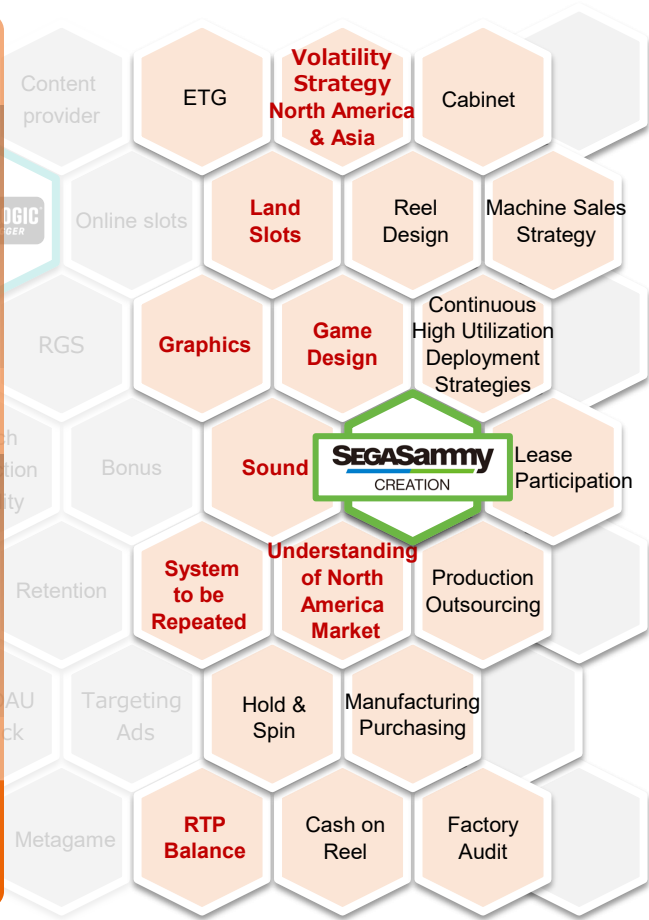 Content
provider
ETG
Volatility
Strategy
North America
& Asia
Cabinet
Online slots
Land
Slots
Reel
Design
Machine Sales
Strategy
RGS
Graphics
Game
Design
Continuous
High Utilization
Deployment
Strategies
Bonus
Sound
SEGASammy
CREATION
Lease
Participation
Retention
System
to be
Repeated
Understanding
of North
America
Market
Production
Outsourcing
Targeting
Ads
Hold &
Spin
Manufacturing
Purchasing
Metagame
RTP
Balance
Cash on
Reel
Factory
Audit